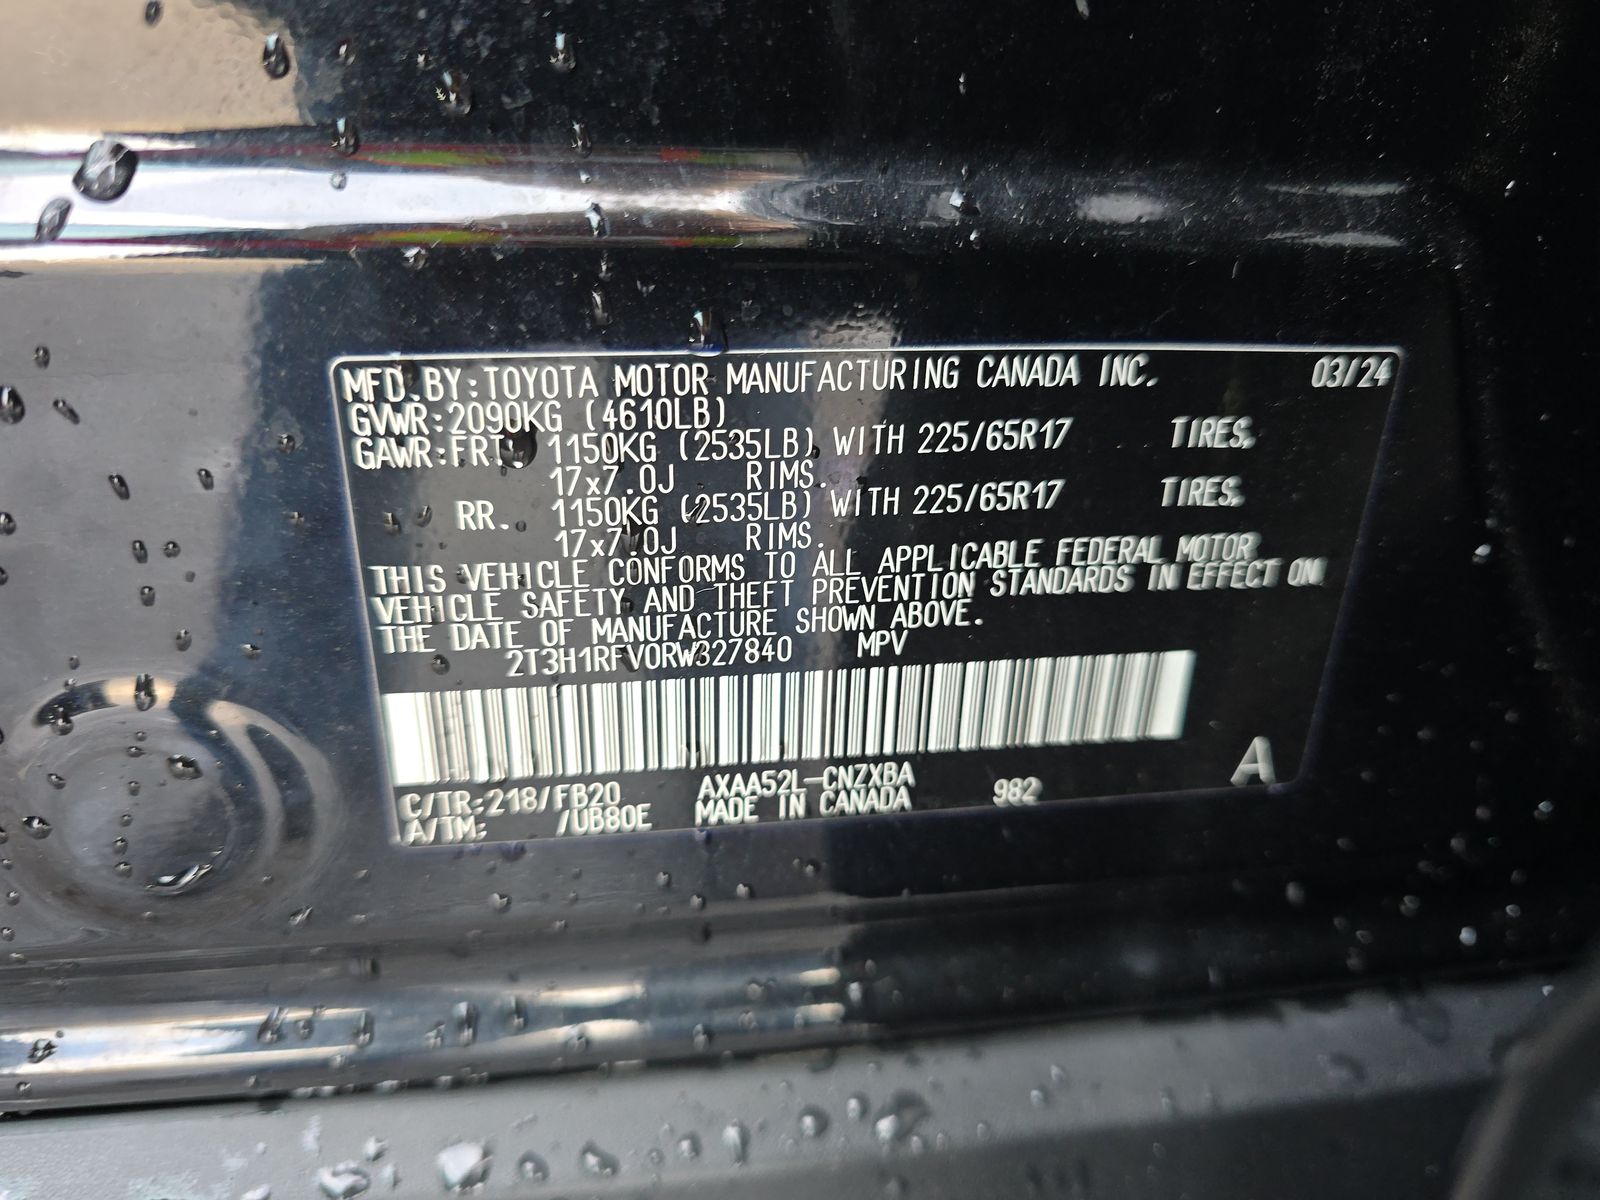 MFD. BY: TOYOTA MOTOR MANUFACTURING CANADA INC. 03/24
GVWR: 2090KG (4610LB)
GAWR: FRT. 1150KG (2535LB) WITH 225/65R17 TIRES,
17x7.0J RIMS.
RR. 1150KG (2535LB) WITH 225/65R17 TIRES,
17x7.0J RIMS.
THIS VEHICLE CONFORMS TO ALL APPLICABLE FEDERAL MOTOR
VEHICLE SAFETY AND THEFT PREVENTION STANDARDS IN EFFECT ON
THE DATE OF MANUFACTURE SHOWN ABOVE.
2T3H1RFV0RW327840 MPV
C/TR: 218/FB20 AXAA52L-CNZXBA 982 A
A/TM: /UB80E MADE IN CANADA